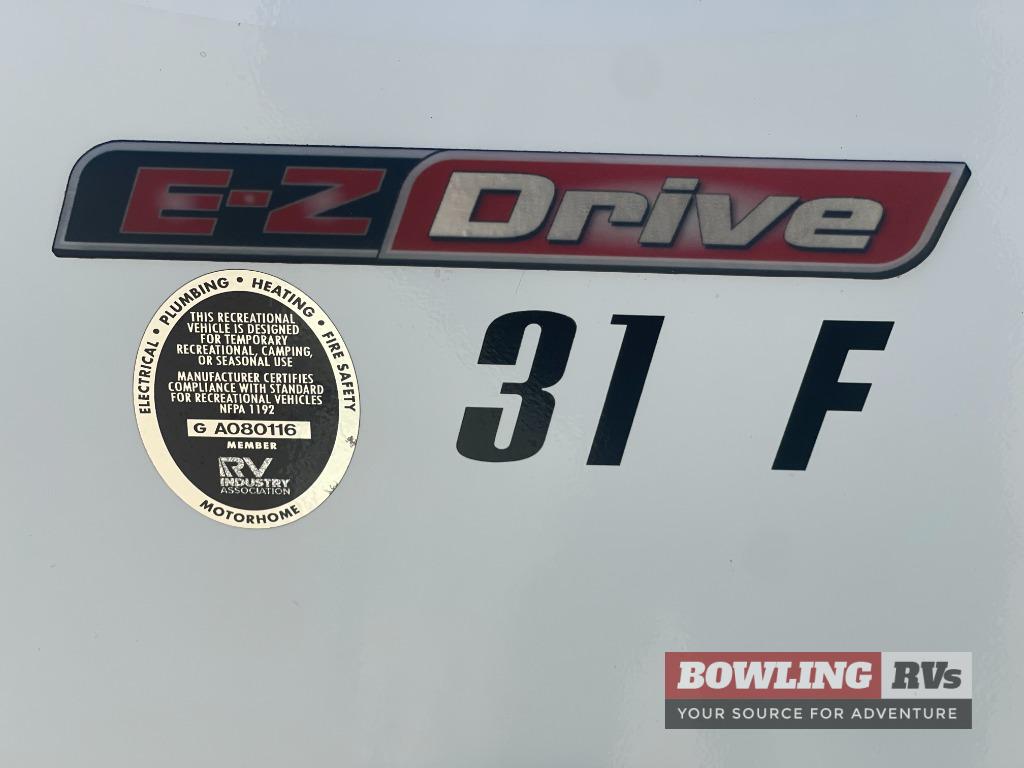 E-Z Drive
31 F
ELECTRICAL • PLUMBING • HEATING • FIRE SAFETY
THIS RECREATIONAL
VEHICLE IS DESIGNED
FOR TEMPORARY
RECREATIONAL, CAMPING,
OR SEASONAL USE
MANUFACTURER CERTIFIES
COMPLIANCE WITH STANDARD
FOR RECREATIONAL VEHICLES
NFPA 1192
G A080116
MEMBER
RV
INDUSTRY
ASSOCIATION
MOTORHOME
BOWLING RVs
YOUR SOURCE FOR ADVENTURE